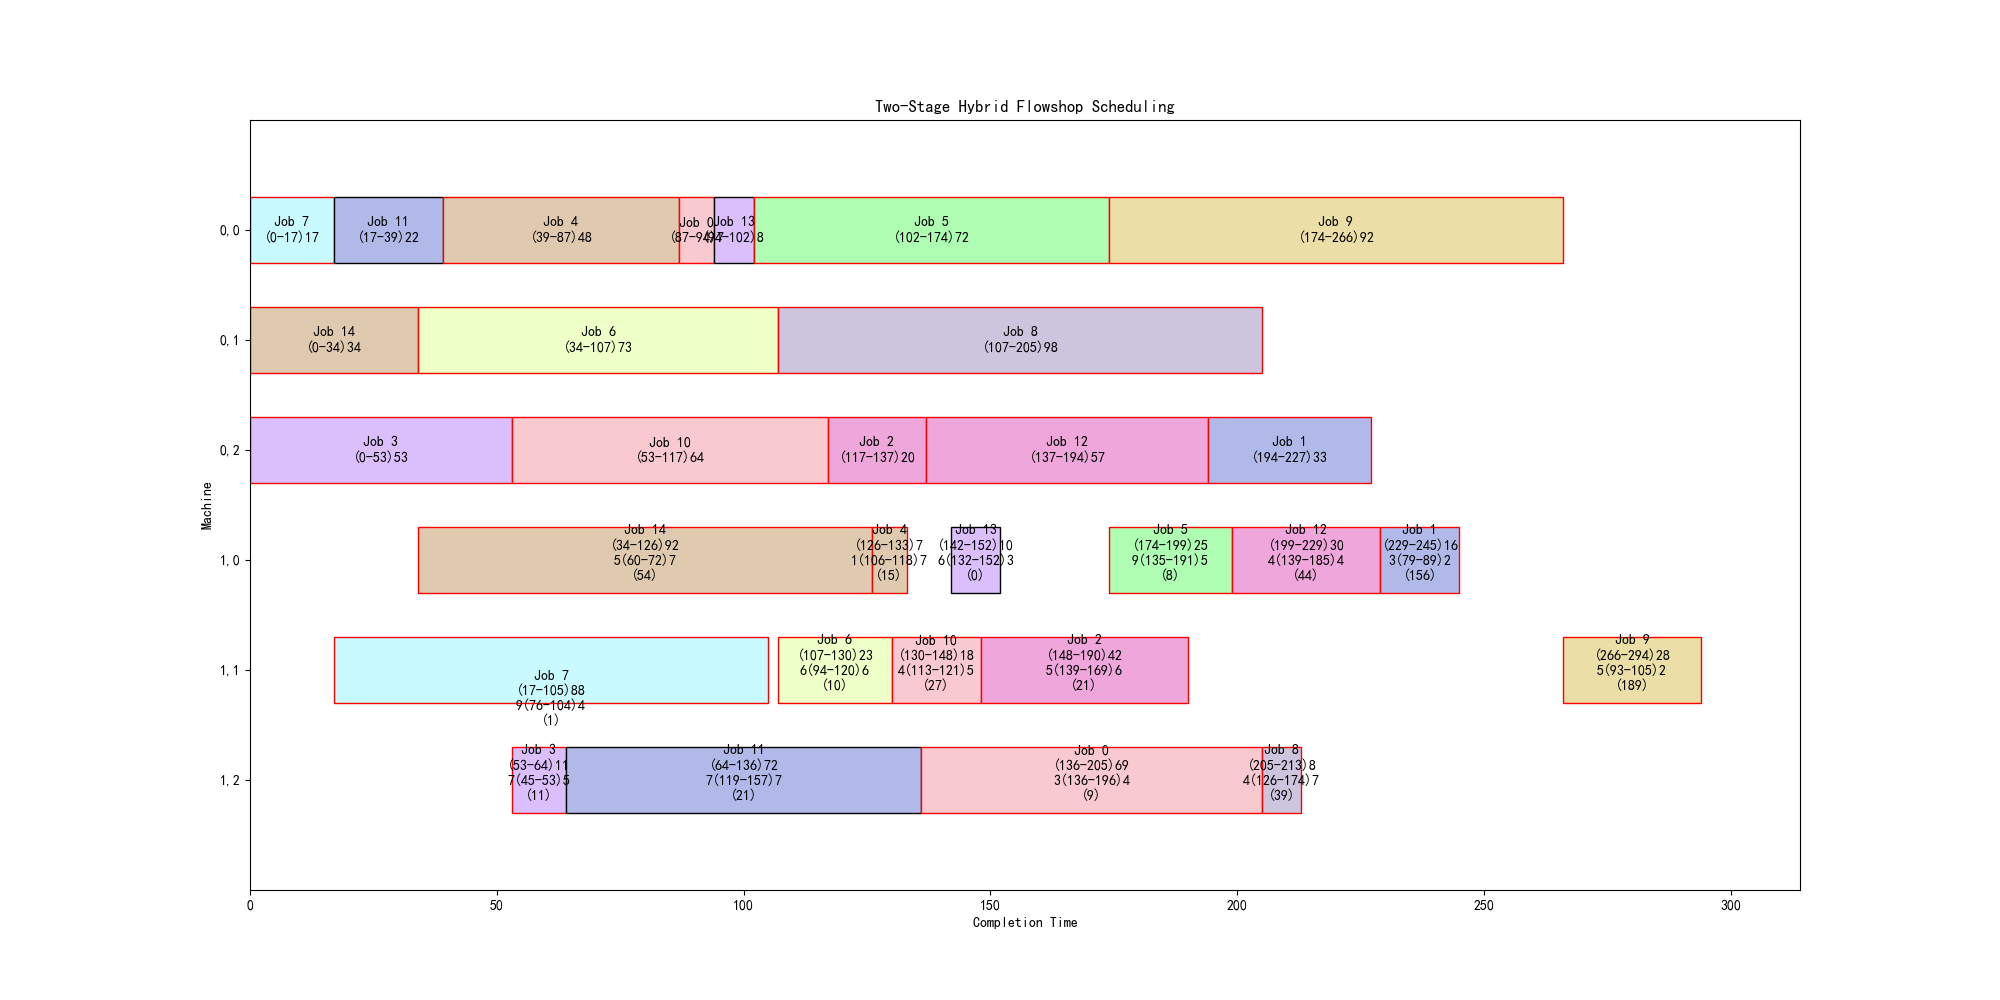 Two-Stage Hybrid Flowshop Scheduling
0,0
Job 7
(0-17)17
Job 11
(17-39)22
Job 4
(39-87)48
Job 0
(87-94)7
Job 13
(94-102)8
Job 5
(102-174)72
Job 9
(174-266)92
0,1
Job 14
(0-34)34
Job 6
(34-107)73
Job 8
(107-205)98
0,2
Job 3
(0-53)53
Job 10
(53-117)64
Job 2
(117-137)20
Job 12
(137-194)57
Job 1
(194-227)33
Machine
1,0
Job 14
(34-126)92
5(60-72)7
(54)
Job 4
(126-133)7
1(106-118)7
(15)
Job 13
(142-152)10
6(132-152)3
(0)
Job 5
(174-199)25
9(135-191)5
(8)
Job 12
(199-229)30
4(139-185)4
(44)
Job 1
(229-245)16
3(79-89)2
(156)
1,1
Job 7
(17-105)88
9(76-104)4
(1)
Job 6
(107-130)23
6(94-120)6
(10)
Job 10
(130-148)18
4(113-121)5
(27)
Job 2
(148-190)42
5(139-169)6
(21)
Job 9
(266-294)28
5(93-105)2
(189)
1,2
Job 3
(53-64)11
7(45-53)5
(11)
Job 11
(64-136)72
7(119-157)7
(21)
Job 0
(136-205)69
3(136-196)4
(9)
Job 8
(205-213)8
4(126-174)7
(39)
0
50
100
150
200
250
300
Completion Time